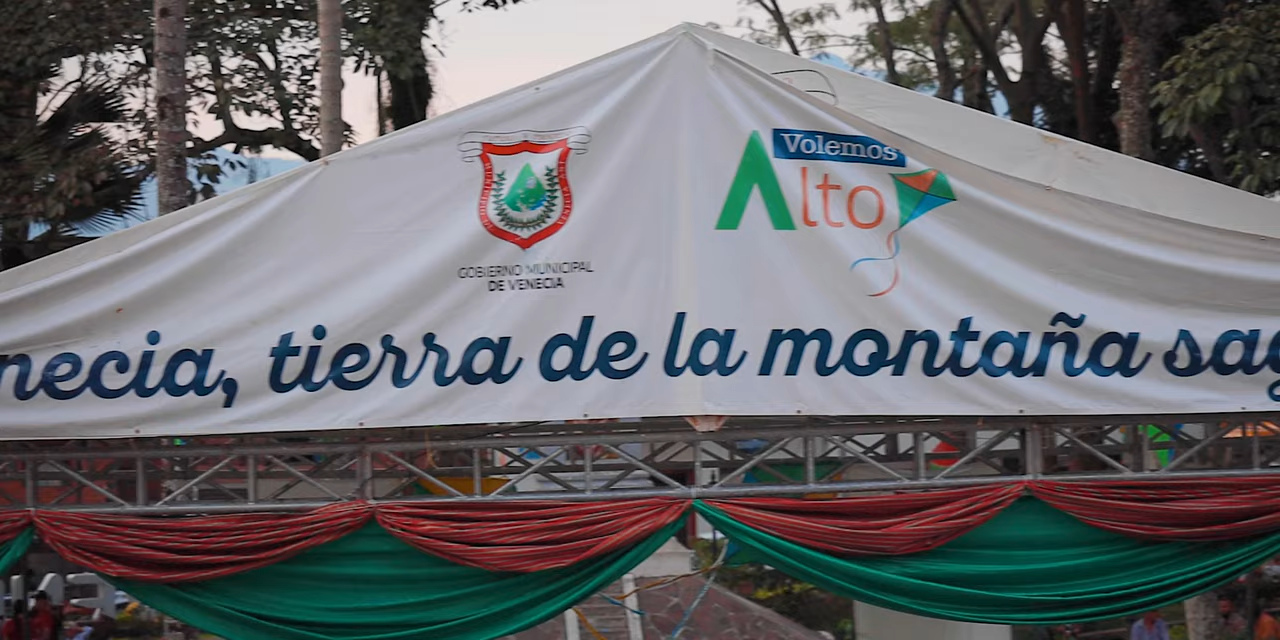 Volemos
Alto
GOBIERNO MUNICIPAL
DE VENECIA
necia, tierra de la montaña sag